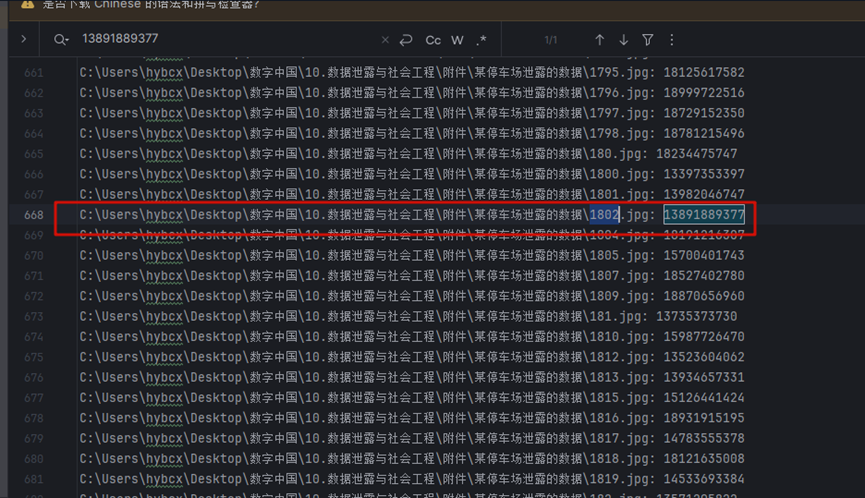 是否下载 Chinese 的语法和拼写检查器?
13891889377
Cc W .* 1/1
661 C:\Users\hybcx\Desktop\数字中国\10.数据泄露与社会工程\附件\某停车场泄露的数据\1795.jpg: 18125617582
662 C:\Users\hybcx\Desktop\数字中国\10.数据泄露与社会工程\附件\某停车场泄露的数据\1796.jpg: 18999722516
663 C:\Users\hybcx\Desktop\数字中国\10.数据泄露与社会工程\附件\某停车场泄露的数据\1797.jpg: 18729152350
664 C:\Users\hybcx\Desktop\数字中国\10.数据泄露与社会工程\附件\某停车场泄露的数据\1798.jpg: 18781215496
665 C:\Users\hybcx\Desktop\数字中国\10.数据泄露与社会工程\附件\某停车场泄露的数据\180.jpg: 18234475747
666 C:\Users\hybcx\Desktop\数字中国\10.数据泄露与社会工程\附件\某停车场泄露的数据\1800.jpg: 13397353397
667 C:\Users\hybcx\Desktop\数字中国\10.数据泄露与社会工程\附件\某停车场泄露的数据\1801.jpg: 13982046747
668 C:\Users\hybcx\Desktop\数字中国\10.数据泄露与社会工程\附件\某停车场泄露的数据\1802.jpg: 13891889377
669 C:\Users\hybcx\Desktop\数字中国\10.数据泄露与社会工程\附件\某停车场泄露的数据\1804.jpg:
670 C:\Users\hybcx\Desktop\数字中国\10.数据泄露与社会工程\附件\某停车场泄露的数据\1805.jpg: 15700401743
671 C:\Users\hybcx\Desktop\数字中国\10.数据泄露与社会工程\附件\某停车场泄露的数据\1807.jpg: 18527402780
672 C:\Users\hybcx\Desktop\数字中国\10.数据泄露与社会工程\附件\某停车场泄露的数据\1809.jpg: 18870656960
673 C:\Users\hybcx\Desktop\数字中国\10.数据泄露与社会工程\附件\某停车场泄露的数据\181.jpg: 13735373730
674 C:\Users\hybcx\Desktop\数字中国\10.数据泄露与社会工程\附件\某停车场泄露的数据\1810.jpg: 15987726470
675 C:\Users\hybcx\Desktop\数字中国\10.数据泄露与社会工程\附件\某停车场泄露的数据\1812.jpg: 13523604062
676 C:\Users\hybcx\Desktop\数字中国\10.数据泄露与社会工程\附件\某停车场泄露的数据\1813.jpg: 13934657331
677 C:\Users\hybcx\Desktop\数字中国\10.数据泄露与社会工程\附件\某停车场泄露的数据\1815.jpg: 15126441424
678 C:\Users\hybcx\Desktop\数字中国\10.数据泄露与社会工程\附件\某停车场泄露的数据\1816.jpg: 18931915195
679 C:\Users\hybcx\Desktop\数字中国\10.数据泄露与社会工程\附件\某停车场泄露的数据\1817.jpg: 14783555378
680 C:\Users\hybcx\Desktop\数字中国\10.数据泄露与社会工程\附件\某停车场泄露的数据\1818.jpg: 18121635008
681 C:\Users\hybcx\Desktop\数字中国\10.数据泄露与社会工程\附件\某停车场泄露的数据\1819.jpg: 14533693384